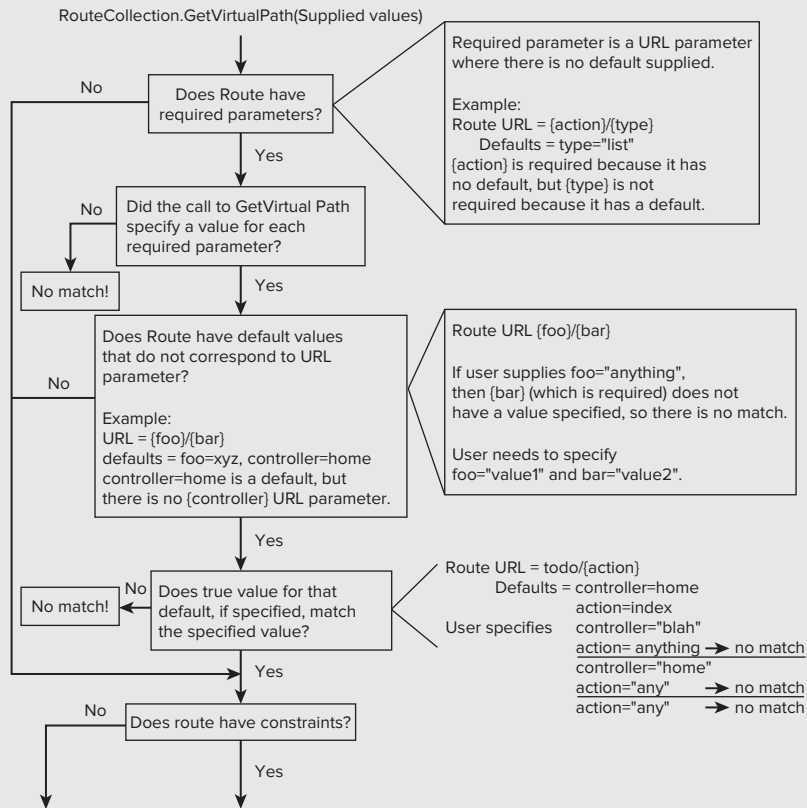 RouteCollection.GetVirtualPath(Supplied values)
No
Does Route have
required parameters?
Yes
Required parameter is a URL parameter
where there is no default supplied.
Example:
Route URL = {action}/{type}
Defaults = type="list"
{action} is required because it has
no default, but {type} is not
required because it has a default.
No
Did the call to GetVirtual Path
specify a value for each
required parameter?
No match!
Yes
Does Route have default values
that do not correspond to URL
parameter?
Example:
URL = {foo}/{bar}
defaults = foo=xyz, controller=home
controller=home is a default, but
there is no {controller} URL parameter.
No
Yes
Route URL {foo}/{bar}
If user supplies foo="anything",
then {bar} (which is required) does not
have a value specified, so there is no match.
User needs to specify
foo="value1" and bar="value2".
No
No match!
Does true value for that
default, if specified, match
the specified value?
Yes
Route URL = todo/{action}
Defaults = controller=home
action=index
User specifies controller="blah"
action= anything → no match
controller="home"
action="any" → no match
action="any" → no match
No
Does route have constraints?
Yes